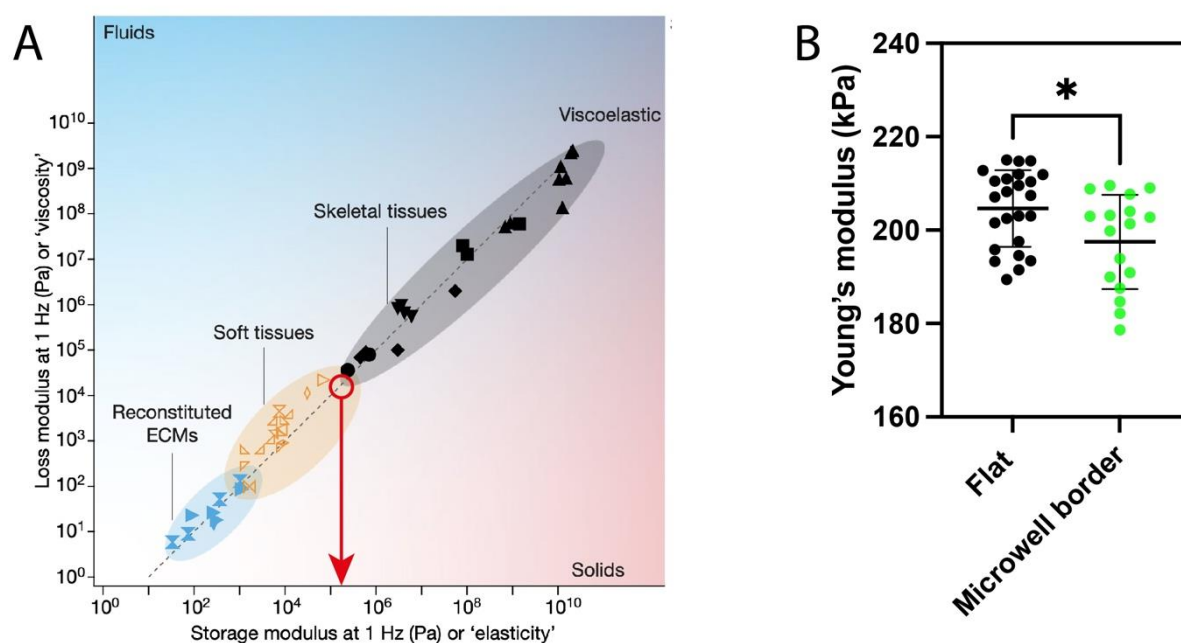 A
Fluids
Viscoelastic
Skeletal tissues
Soft tissues
Reconstituted
ECMs
Solids
Loss modulus at 1 Hz (Pa) or ‘viscosity’
10¹⁰
10⁹
10⁸
10⁷
10⁶
10⁵
10⁴
10³
10²
10¹
10⁰
10⁰
10²
10⁴
10⁶
10⁸
10¹⁰
Storage modulus at 1 Hz (Pa) or ‘elasticity’
B
Young’s modulus (kPa)
240
220
200
180
160
*
Flat
Microwell border